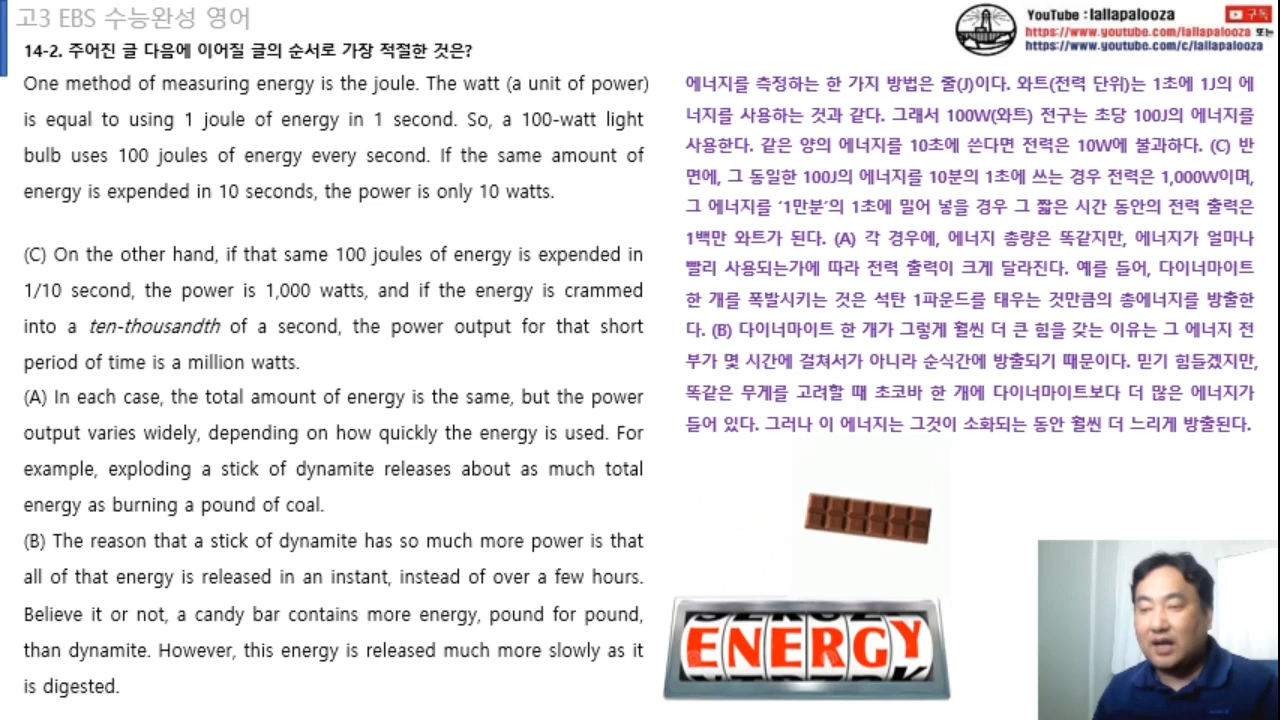 고3 EBS 수능완성 영어
YouTube : lallapalooza
구독
https://www.youtube.com/lallapalooza 또는
https://www.youtube.com/c/lallapalooza
14-2. 주어진 글 다음에 이어질 글의 순서로 가장 적절한 것은?
One method of measuring energy is the joule. The watt (a unit of power)
is equal to using 1 joule of energy in 1 second. So, a 100-watt light
bulb uses 100 joules of energy every second. If the same amount of
energy is expended in 10 seconds, the power is only 10 watts.
(C) On the other hand, if that same 100 joules of energy is expended in
1/10 second, the power is 1,000 watts, and if the energy is crammed
into a ten-thousandth of a second, the power output for that short
period of time is a million watts.
(A) In each case, the total amount of energy is the same, but the power
output varies widely, depending on how quickly the energy is used. For
example, exploding a stick of dynamite releases about as much total
energy as burning a pound of coal.
(B) The reason that a stick of dynamite has so much more power is that
all of that energy is released in an instant, instead of over a few hours.
Believe it or not, a candy bar contains more energy, pound for pound,
than dynamite. However, this energy is released much more slowly as it
is digested.
에너지를 측정하는 한 가지 방법은 줄(J)이다. 와트(전력 단위)는 1초에 1J의 에
너지를 사용하는 것과 같다. 그래서 100W(와트) 전구는 초당 100J의 에너지를
사용한다. 같은 양의 에너지를 10초에 쓴다면 전력은 10W에 불과하다. (C) 반
면에, 그 동일한 100J의 에너지를 10분의 1초에 쓰는 경우 전력은 1,000W이며,
그 에너지를 ‘1만분’의 1초에 밀어 넣을 경우 그 짧은 시간 동안의 전력 출력은
1백만 와트가 된다. (A) 각 경우에, 에너지 총량은 똑같지만, 에너지가 얼마나
빨리 사용되는가에 따라 전력 출력이 크게 달라진다. 예를 들어, 다이너마이트
한 개를 폭발시키는 것은 석탄 1파운드를 태우는 것만큼의 총에너지를 방출한
다. (B) 다이너마이트 한 개가 그렇게 훨씬 더 큰 힘을 갖는 이유는 그 에너지 전
부가 몇 시간에 걸쳐서가 아니라 순식간에 방출되기 때문이다. 믿기 힘들겠지만,
똑같은 무게를 고려할 때 초코바 한 개에 다이너마이트보다 더 많은 에너지가
들어 있다. 그러나 이 에너지는 그것이 소화되는 동안 훨씬 더 느리게 방출된다.
ENERGY